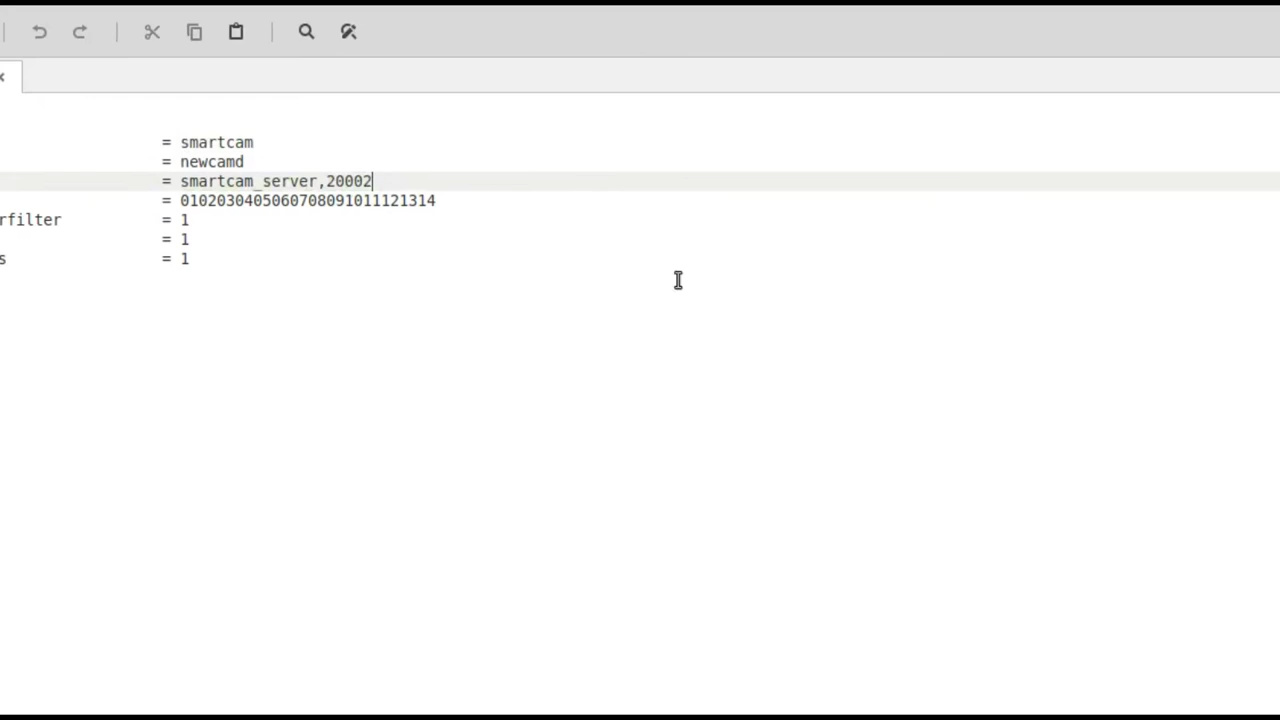 = smartcam
= newcamd
= smartcam_server,20002
= 0102030405060708091011121314
rfilter = 1
= 1
s = 1